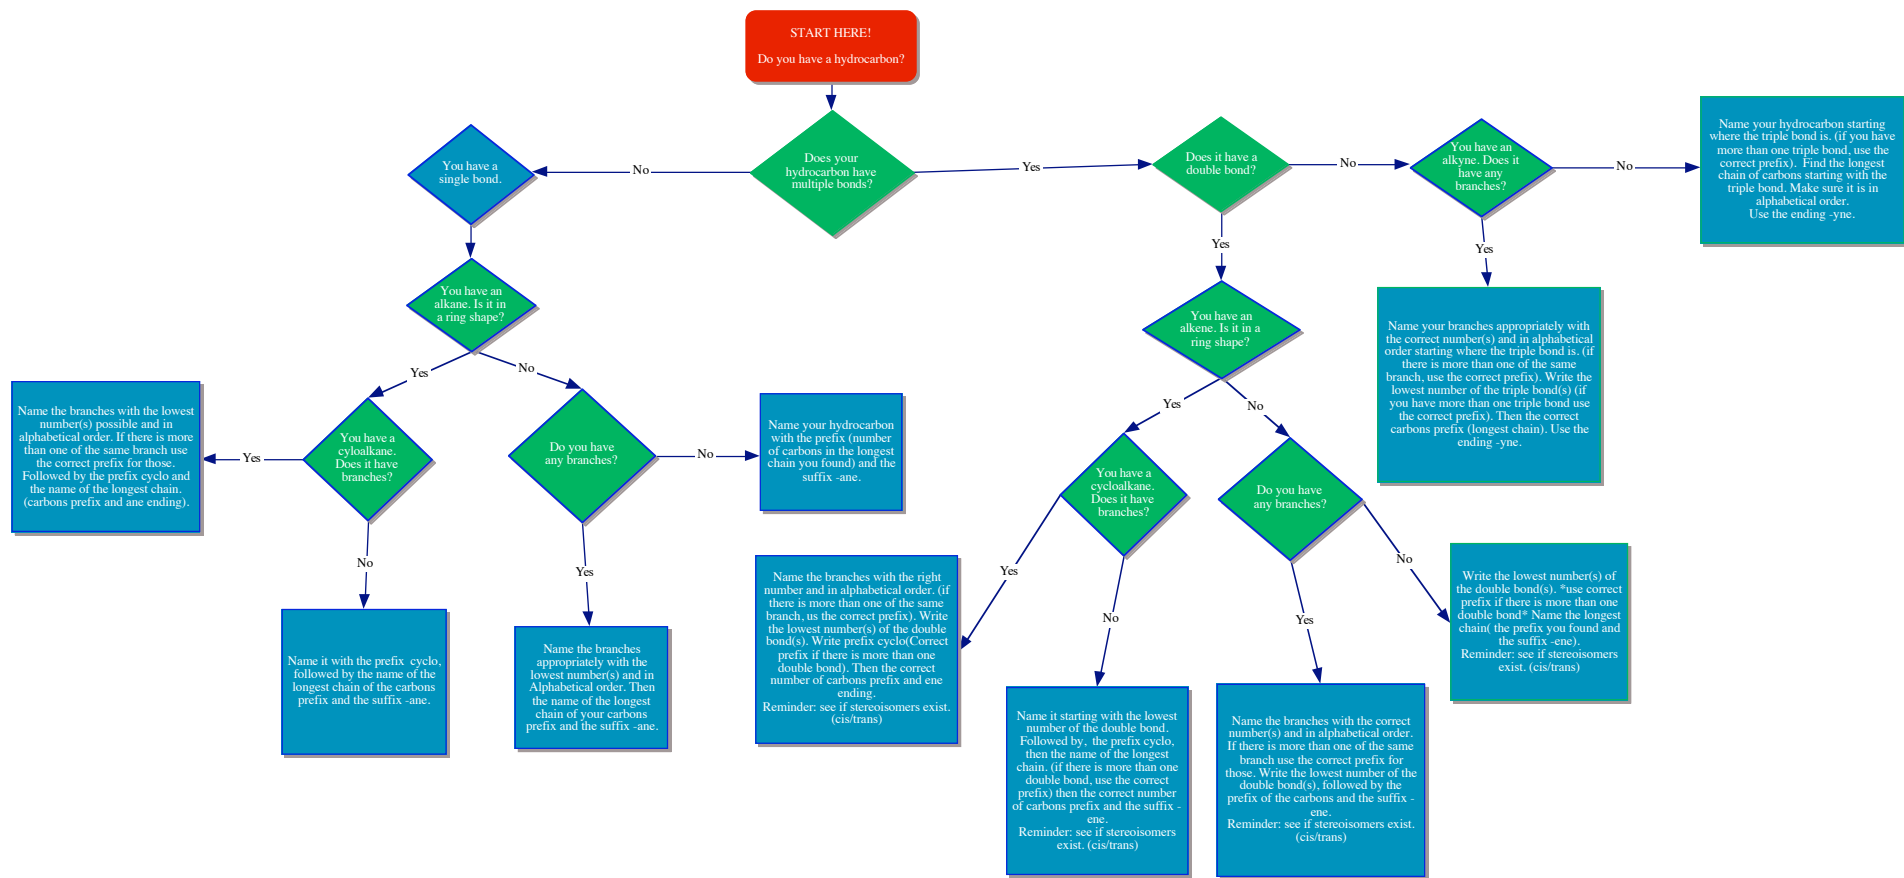 START HERE!
Do you have a hydrocarbon?
Does your
hydrocarbon have
multiple bonds?
No
Yes
You have a
single bond.
Does it have a
double bond?
No
You have an
alkyne. Does it
have any
branches?
No
Name your hydrocarbon starting
where the triple bond is. (if you have
more than one triple bond, use the
correct prefix).  Find the longest
chain of carbons starting with the
triple bond. Make sure it is in
alphabetical order.
Use the ending -yne.
Yes
Yes
You have an
alkane. Is it in
a ring shape?
You have an
alkene. Is it in a
ring shape?
Name your branches appropriately with
the correct number(s) and in alphabetical
order starting where the triple bond is. (if
there is more than one of the same
branch, use the correct prefix). Write the
lowest number of the triple bond(s) (if
you have more than one triple bond use
the correct prefix). Then the correct
carbons prefix (longest chain). Use the
ending -yne.
Yes
No
Yes
No
Name the branches with the lowest
number(s) possible and in
alphabetical order. If there is more
than one of the same branch use
the correct prefix for those.
Followed by the prefix cyclo and
the name of the longest chain.
(carbons prefix and ane ending).
Yes
You have a
cyloalkane.
Does it have
branches?
Do you have
any branches?
No
Name your hydrocarbon
with the prefix (number
of carbons in the longest
chain you found) and the
suffix -ane.
You have a
cycloalkane.
Does it have
branches?
Do you have
any branches?
No
Yes
Yes
No
Yes
No
Name it with the prefix  cyclo,
followed by the name of the
longest chain of the carbons
prefix and the suffix -ane.
Name the branches
appropriately with the
lowest number(s) and in
Alphabetical order. Then
the name of the longest
chain of your carbons
prefix and the suffix -ane.
Name the branches with the right
number and in alphabetical order. (if
there is more than one of the same
branch, us the correct prefix). Write
the lowest number(s) of the double
bond(s). Write prefix cyclo(Correct
prefix if there is more than one
double bond). Then the correct
number of carbons prefix and ene
ending.
Reminder: see if stereoisomers exist.
(cis/trans)
Name it starting with the lowest
number of the double bond.
Followed by,  the prefix cyclo,
then the name of the longest
chain. (if there is more than one
double bond, use the correct
prefix) then the correct number
of carbons prefix and the suffix -
ene.
Reminder: see if stereoisomers
exist. (cis/trans)
Name the branches with the correct
number(s) and in alphabetical order.
If there is more than one of the same
branch use the correct prefix for
those. Write the lowest number of the
double bond(s), followed by the
prefix of the carbons and the suffix -
ene.
Reminder: see if stereoisomers exist.
(cis/trans)
Write the lowest number(s) of
the double bond(s). *use correct
prefix if there is more than one
double bond* Name the longest
chain( the prefix you found and
the suffix -ene).
Reminder: see if stereoisomers
exist. (cis/trans)